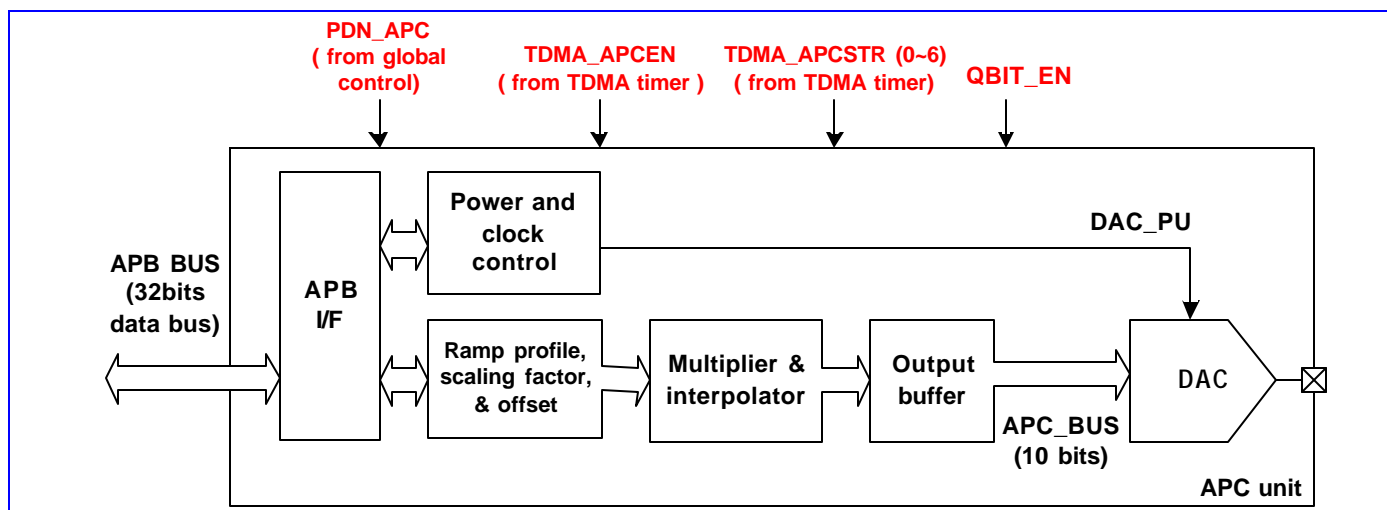 PDN_APC
( from global
control)
TDMA_APCEN
( from TDMA timer )
TDMA_APCSTR (0~6)
( from TDMA timer)
QBIT_EN
APB BUS
(32bits
data bus)
APB
I/F
Power and
clock
control
DAC_PU
Ramp profile,
scaling factor,
& offset
Multiplier &
interpolator
Output
buffer
APC_BUS
(10 bits)
DAC
APC unit